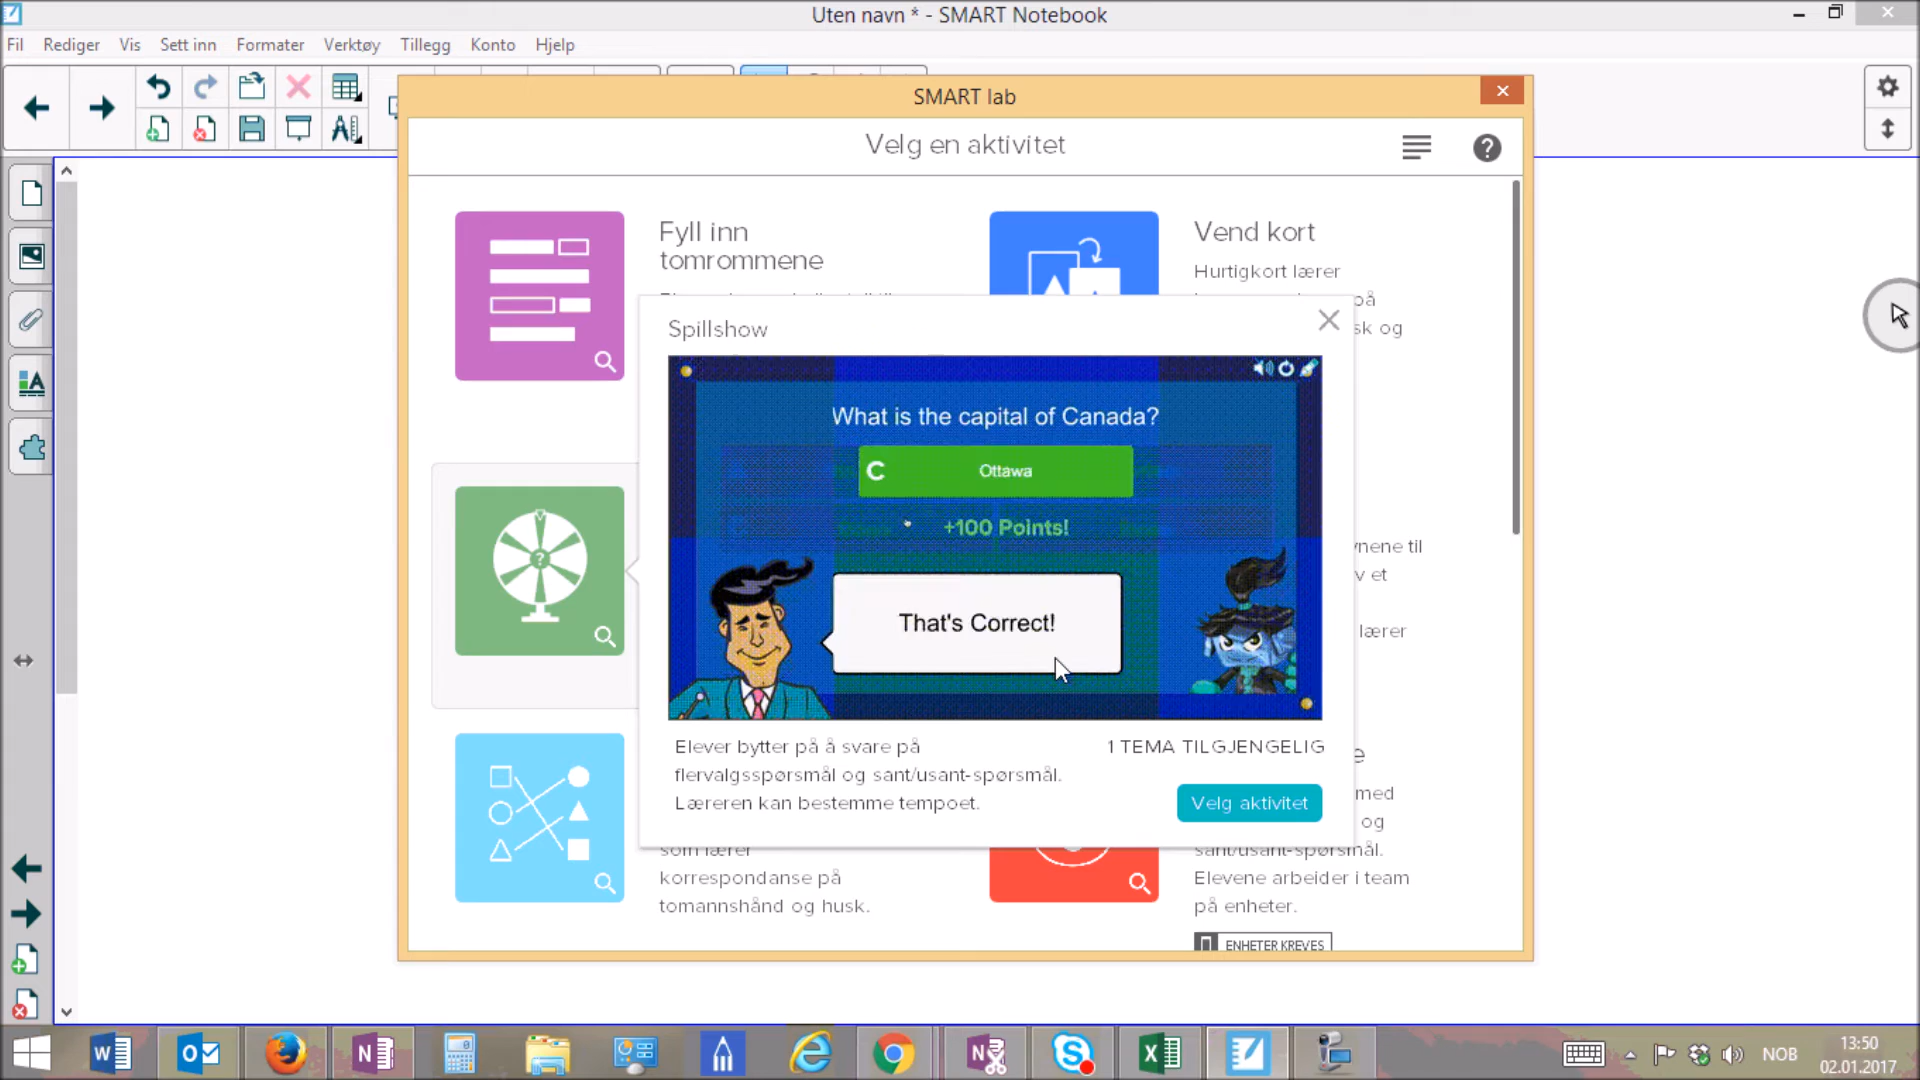 Uten navn * - SMART Notebook
Fil Rediger Vis Sett inn Formater Verktøy Tillegg Konto Hjelp
SMART lab
Velg en aktivitet
Fyll inn
tomrommene
Vend kort
Hurtigkort lærer
på
sk og
Spillshow
What is the capital of Canada?
C Ottawa
+100 Points!
That's Correct!
Elever bytter på å svare på
flervalgsspørsmål og sant/usant-spørsmål.
Læreren kan bestemme tempoet.
1 TEMA TILGJENGELIG
Velg aktivitet
vnene til
v et
lærer
e
med
og
sant/usant-spørsmål.
Elevene arbeider i team
på enheter.
ENHETER KREVES
som lærer
korrespondanse på
tomannshånd og husk.
NOB
13:50
02.01.2017